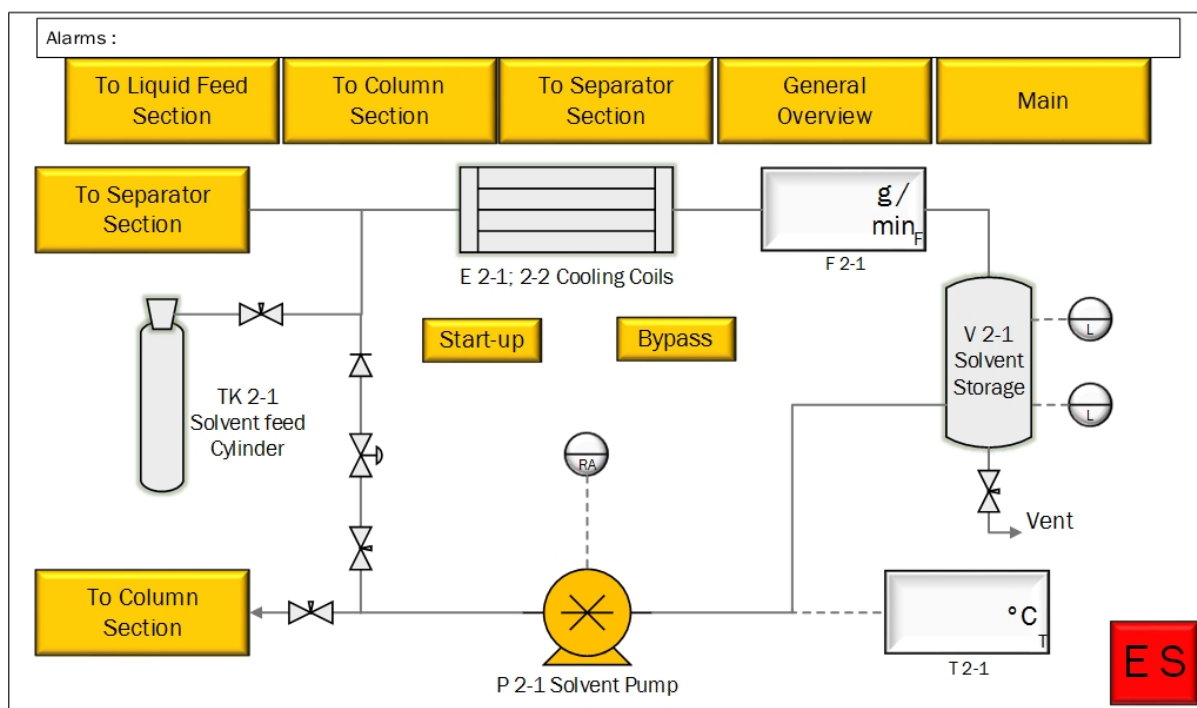 Alarms :
To Liquid Feed
Section
To Column
Section
To Separator
Section
General
Overview
Main
To Separator
Section
E 2-1; 2-2 Cooling Coils
g /
min
F
F 2-1
TK 2-1
Solvent feed
Cylinder
Start-up
Bypass
V 2-1
Solvent
Storage
L
L
RA
Vent
To Column
Section
P 2-1 Solvent Pump
°C
T
T 2-1
E S